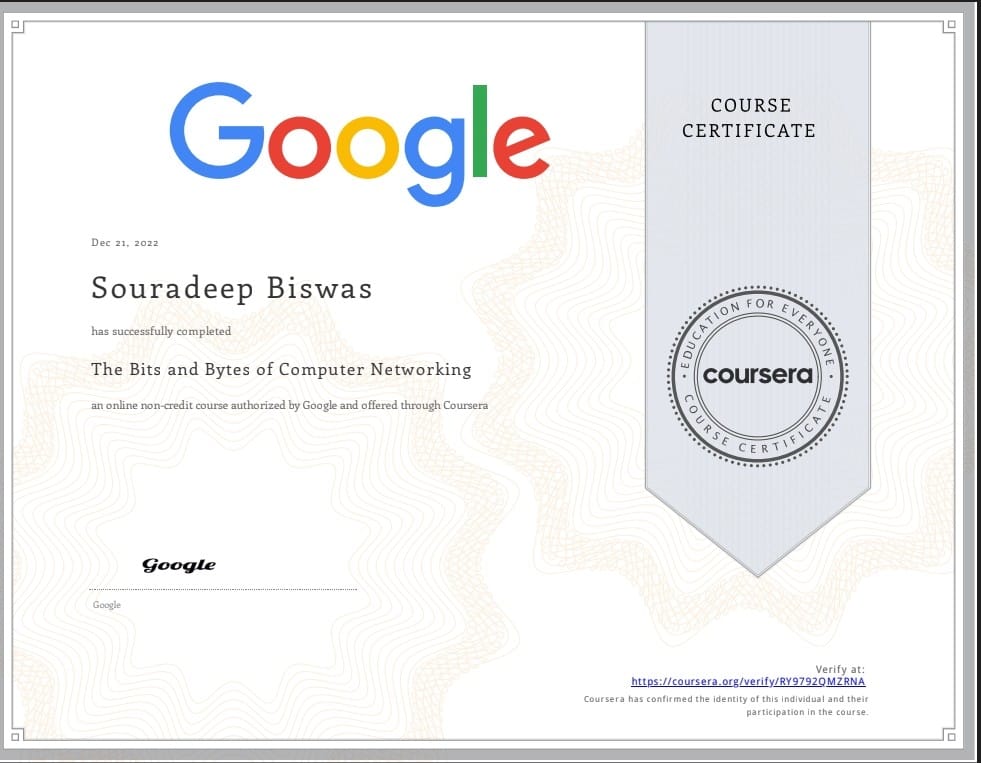 Google
COURSE
CERTIFICATE
Dec 21, 2022
Souradeep Biswas
has successfully completed
The Bits and Bytes of Computer Networking
an online non-credit course authorized by Google and offered through Coursera
EDUCATION FOR EVERYONE
coursera
COURSE CERTIFICATE
Google
Google
Verify at:
https://coursera.org/verify/RY9792QMZRNA
Coursera has confirmed the identity of this individual and their
participation in the course.